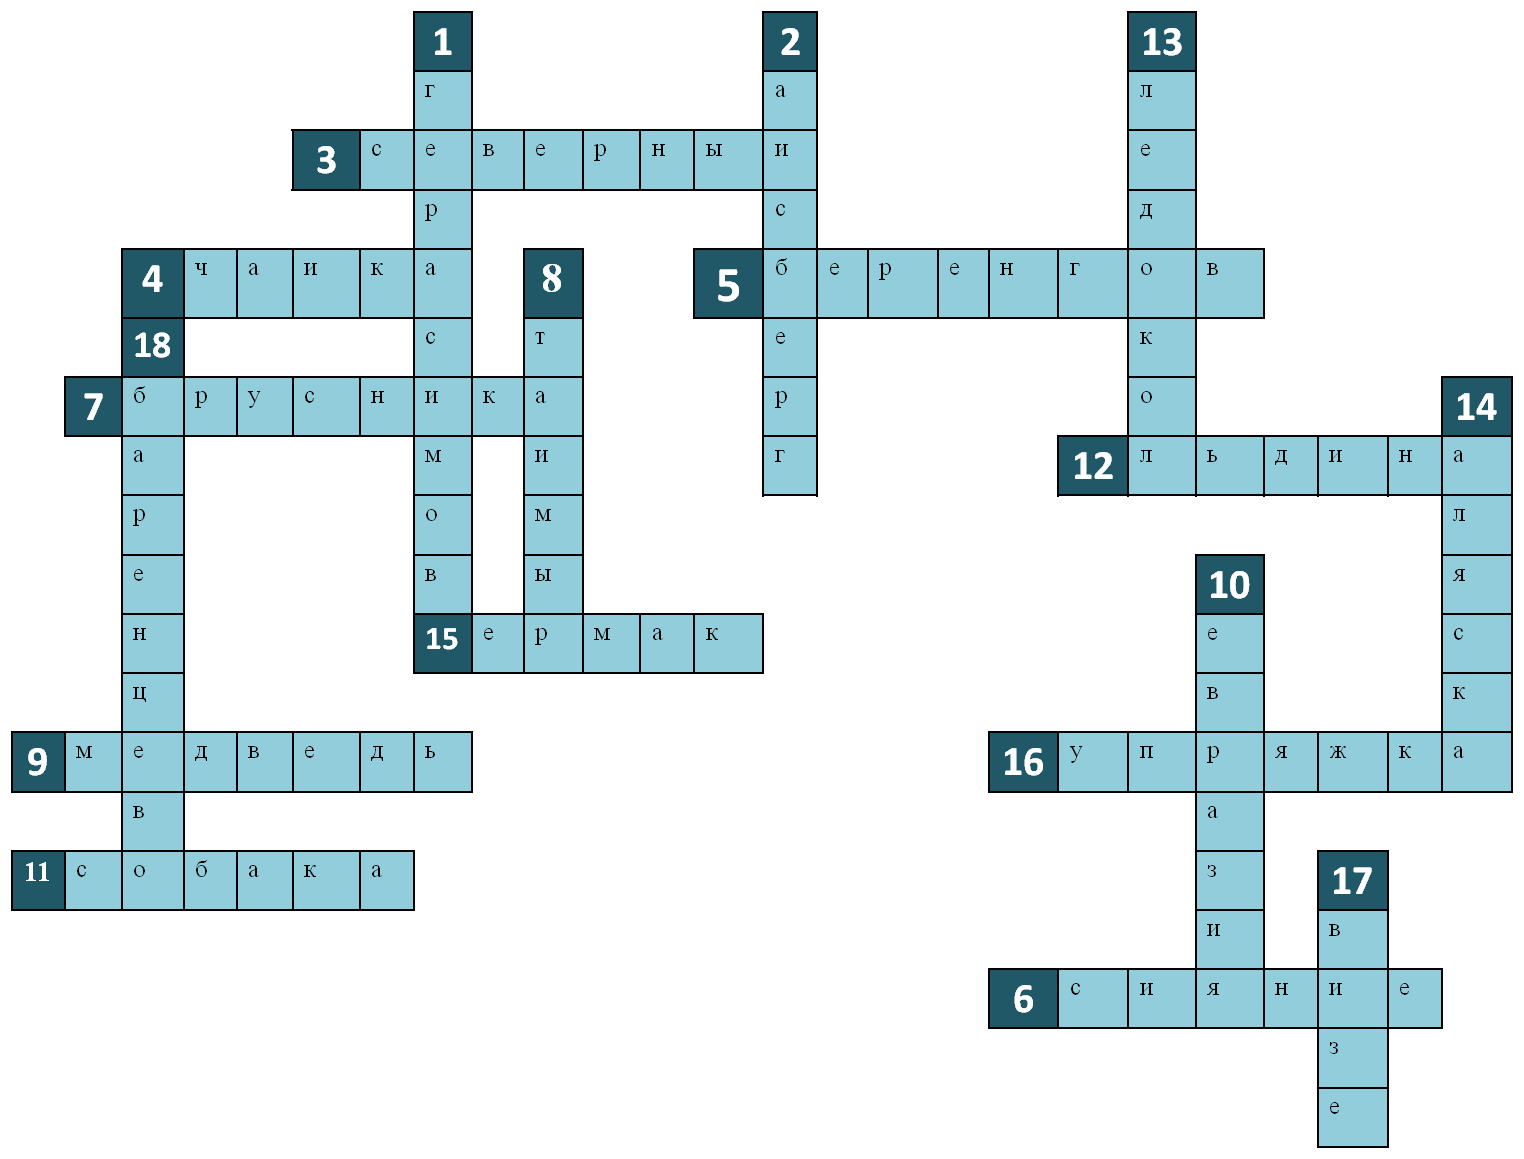 1 2 13
г а л
3 с е в е р н ы и е
р с д
4 ч а и к а 8 5 б е р е н г о в
18 с т е к
7 б р у с н и к а р о 14
а м и г 12 л ь д и н а
р о м л
е в ы 10 я
н 15 е р м а к е с
ц в к
9 м е д в е д ь 16 у п р я ж к а
в а
11 с о б а к а з 17
и в
6 с и я н и е
з
е